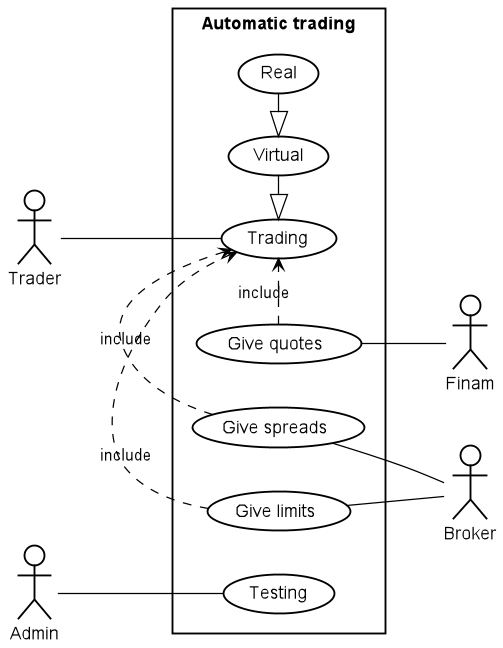 Automatic trading
Real
Virtual
Trading
Trader
include
Give quotes
Finam
include
Give spreads
include
Give limits
Broker
Testing
Admin